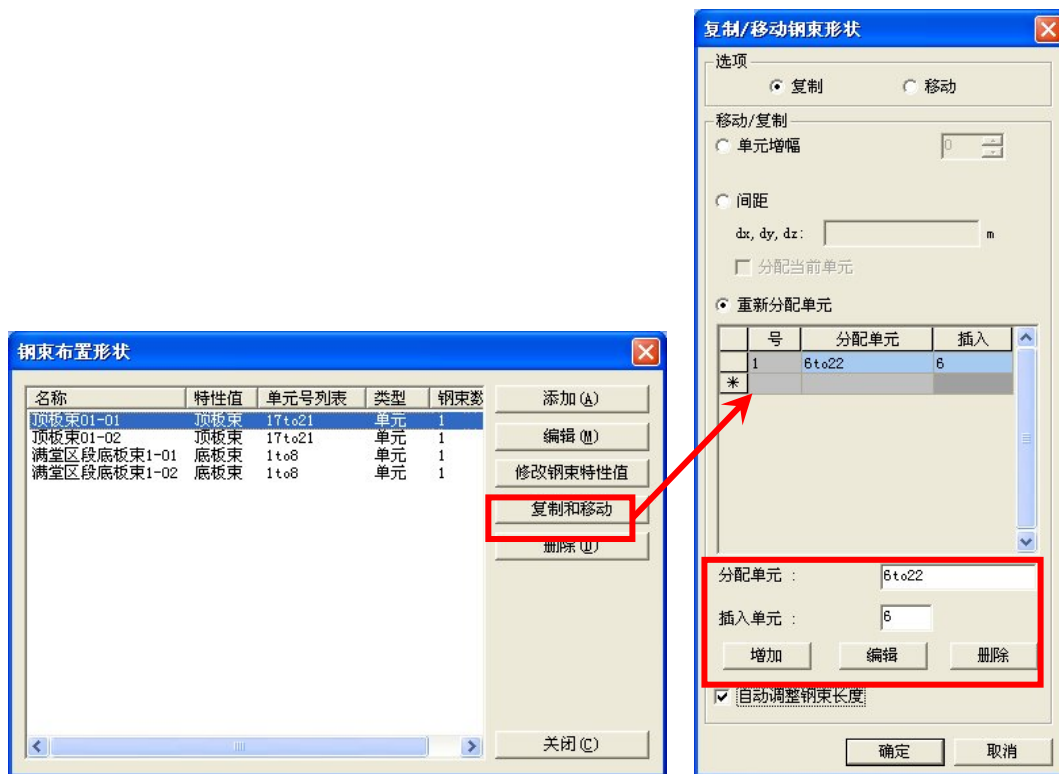 复制/移动钢束形状
选项
复制 移动
移动/复制
单元增幅 0
间距
dx, dy, dz: m
分配当前单元
重新分配单元
号 分配单元 插入
1 6to22 6
*
分配单元 : 6to22
插入单元 : 6
增加 编辑 删除
自动调整钢束长度
确定 取消
钢束布置形状
名称 特性值 单元号列表 类型 钢束数
顶板束01-01 顶板束 17to21 单元 1
顶板束01-02 顶板束 17to21 单元 1
满堂区段底板束1-01 底板束 1to8 单元 1
满堂区段底板束1-02 底板束 1to8 单元 1
添加(A)
编辑(M)
修改钢束特性值
复制和移动
删除(D)
关闭(C)